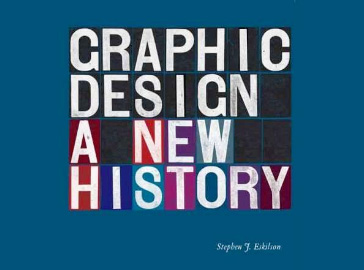 GRAPHIC
DESIGN
A NEW
HISTORY
Stephen J. Eskilson